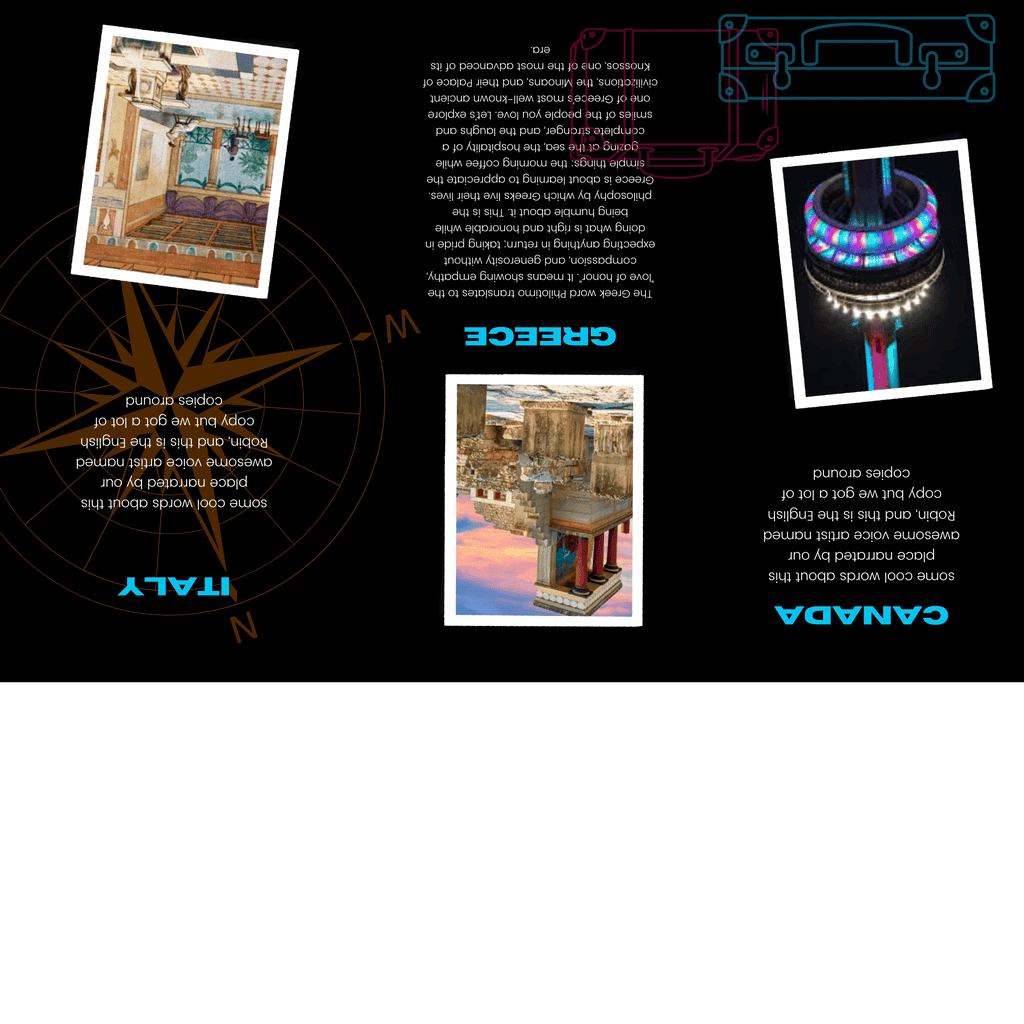 CANADA
some cool words about this
place narrated by our
awesome voice artist named
Robin, and this is the English
copy but we got a lot of
copies around
GREECE
The Greek word Philotimo translates to the
"love of honor". It means showing empathy,
compassion, and generosity without
expecting anything in return; taking pride in
doing what is right and honorable while
being humble about it. This is the
philosophy by which Greeks live their lives.
Greece is about learning to appreciate the
simple things: the morning coffee while
gazing at the sea, the hospitality of a
complete stranger, and the laughs and
smiles of the people you love. Let's explore
one of Greece's most well-known ancient
civilizations, the Minoans, and their Palace of
Knossos, one of the most advanced of its
era.
N
ITALY
some cool words about this
place narrated by our
awesome voice artist named
Robin, and this is the English
copy but we got a lot of
copies around
W